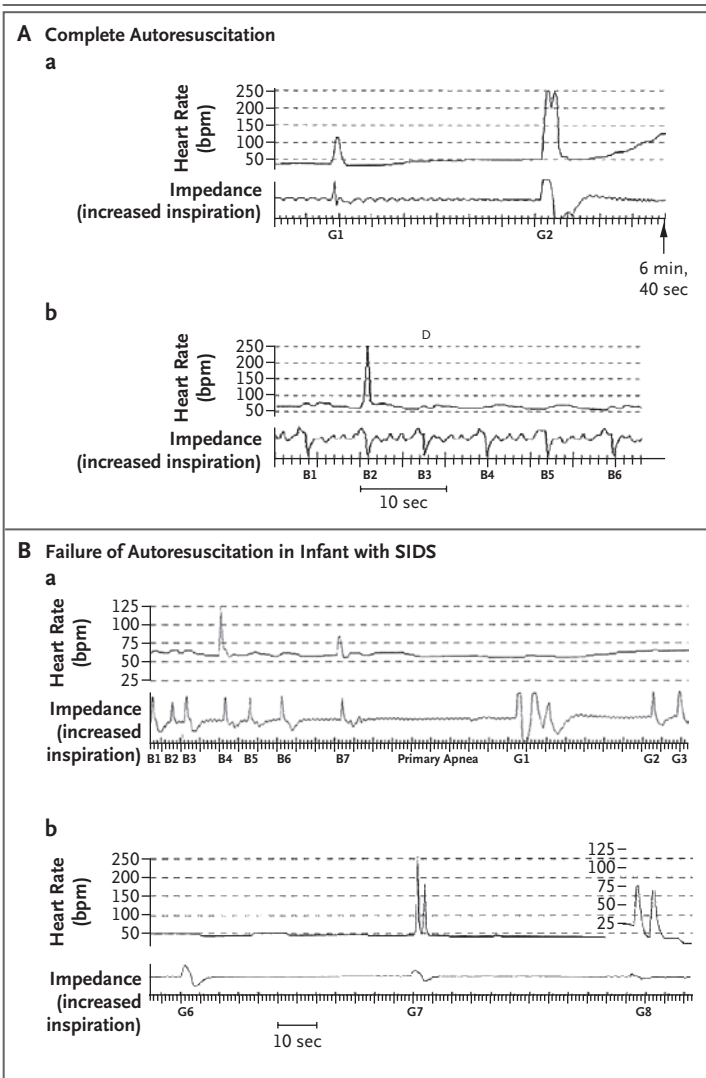 A Complete Autoresuscitation
a
Heart Rate
(bpm)
250
200
150
100
50
Impedance
(increased inspiration)
G1 G2
6 min,
40 sec
b
D
Heart Rate
(bpm)
250
200
150
100
50
Impedance
(increased inspiration)
B1 B2 B3 B4 B5 B6
10 sec
B Failure of Autoresuscitation in Infant with SIDS
a
Heart Rate
(bpm)
125
100
75
50
25
Impedance
(increased
inspiration)
B1 B2 B3 B4 B5 B6 B7 Primary Apnea G1 G2 G3
b
Heart Rate
(bpm)
250
200
150
100
50
125
100
75
50
25
Impedance
(increased
inspiration)
G6 G7 G8
10 sec